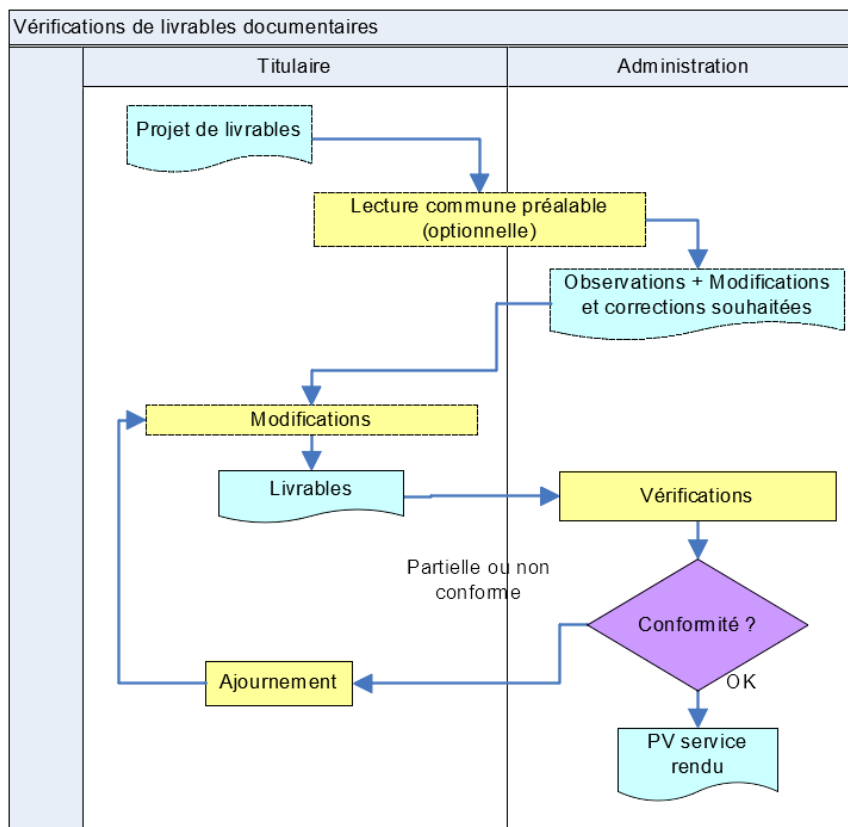 Vérifications de livrables documentaires
Titulaire
Administration
Projet de livrables
Lecture commune préalable
(optionnelle)
Observations + Modifications
et corrections souhaitées
Modifications
Livrables
Vérifications
Partielle ou non
conforme
Conformité ?
Ajournement
OK
PV service
rendu